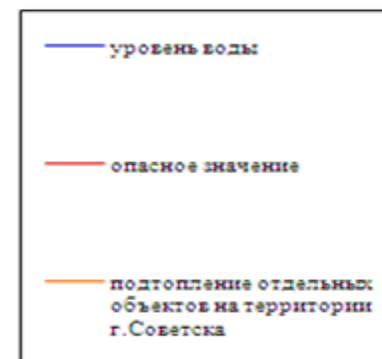 уровень воды
опасное значение
подтопление отдельных
объектов на территории
г.Советска